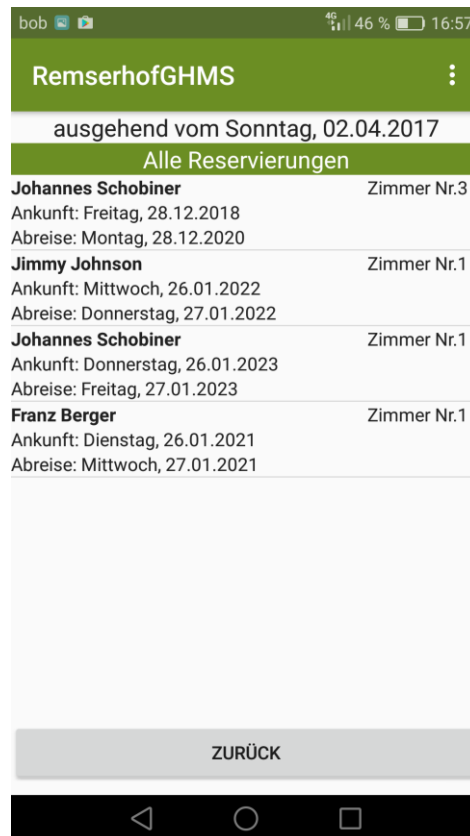 bob 4G 46 % 16:57
RemserhofGHMS
ausgehend vom Sonntag, 02.04.2017
Alle Reservierungen
Johannes Schobiner Zimmer Nr.3
Ankunft: Freitag, 28.12.2018
Abreise: Montag, 28.12.2020
Jimmy Johnson Zimmer Nr.1
Ankunft: Mittwoch, 26.01.2022
Abreise: Donnerstag, 27.01.2022
Johannes Schobiner Zimmer Nr.1
Ankunft: Donnerstag, 26.01.2023
Abreise: Freitag, 27.01.2023
Franz Berger Zimmer Nr.1
Ankunft: Dienstag, 26.01.2021
Abreise: Mittwoch, 27.01.2021
ZURÜCK